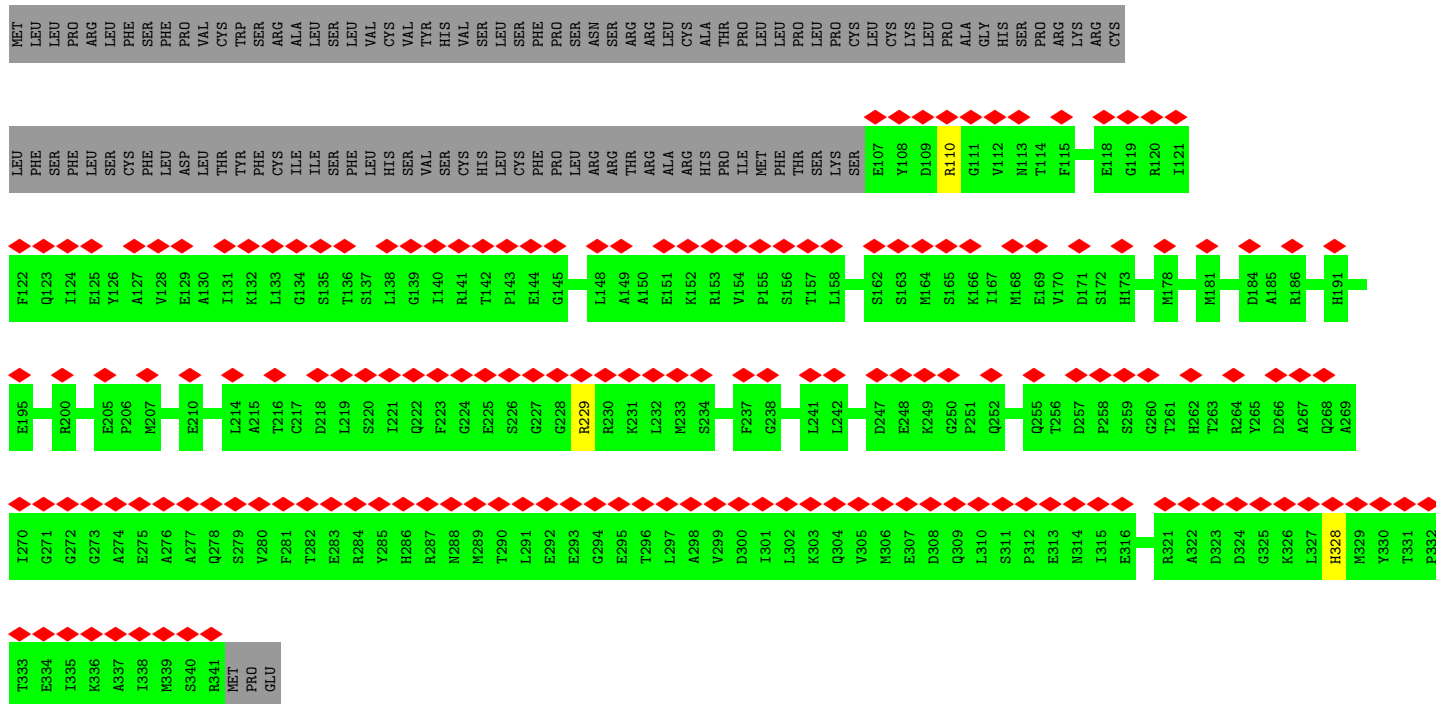 MET LEU LEU PRO ARG LEU PHE SER PHE PRO VAL CYS TRP SER ARG ALA LEU SER LEU VAL CYS VAL TYR HIS VAL SER LEU SER PHE PRO SER ASN SER ARG ARG LEU CYS ALA THR PRO LEU LEU PRO LEU PRO CYS LEU CYS LYS LEU PRO ALA GLY HIS SER PRO ARG LYS ARG CYS
LEU PHE SER PHE LEU SER CYS PHE LEU ASP LEU THR TYR PHE CYS ILE ILE SER PHE LEU HIS SER VAL SER CYS HIS LEU CYS PHE PRO LEU ARG ARG THR ARG ALA ARG HIS PRO ILE MET PHE THR SER LYS SER E107 Y108 D109 R110 G111 V112 N113 T114 F115 E118 G119 R120 I121
F122 Q123 I124 E125 Y126 A127 V128 E129 A130 I131 K132 L133 G134 S135 T136 S137 L138 G139 I140 R141 T142 P143 E144 G145 L148 A149 A150 E151 K152 R153 V154 P155 S156 T157 L158 S162 S163 M164 S165 K166 I167 M168 E169 V170 D171 S172 H173 M178 M181 D184 A185 R186 H191
E195 R200 E205 P206 M207 E210 L214 A215 T216 C217 D218 L219 S220 I221 Q222 F223 G224 E225 S226 G227 G228 R229 R230 K231 L232 M233 S234 F237 G238 L241 L242 D247 E248 K249 G250 P251 Q252 Q255 T256 D257 P258 S259 G260 T261 H262 T263 R264 Y265 D266 A267 Q268 A269
I270 G271 G272 G273 A274 E275 A276 A277 Q278 S279 V280 F281 T282 E283 R284 Y285 H286 R287 N288 M289 T290 L291 E292 E293 G294 E295 T296 L297 A298 V299 D300 I301 L302 K303 Q304 V305 M306 E307 D308 Q309 L310 S311 P312 E313 N314 I315 E316 R321 A322 D323 D324 G325 K326 L327 H328 M329 Y330 T331 P332
T333 E334 I335 K336 A337 I338 M339 S340 R341 MET PRO GLU